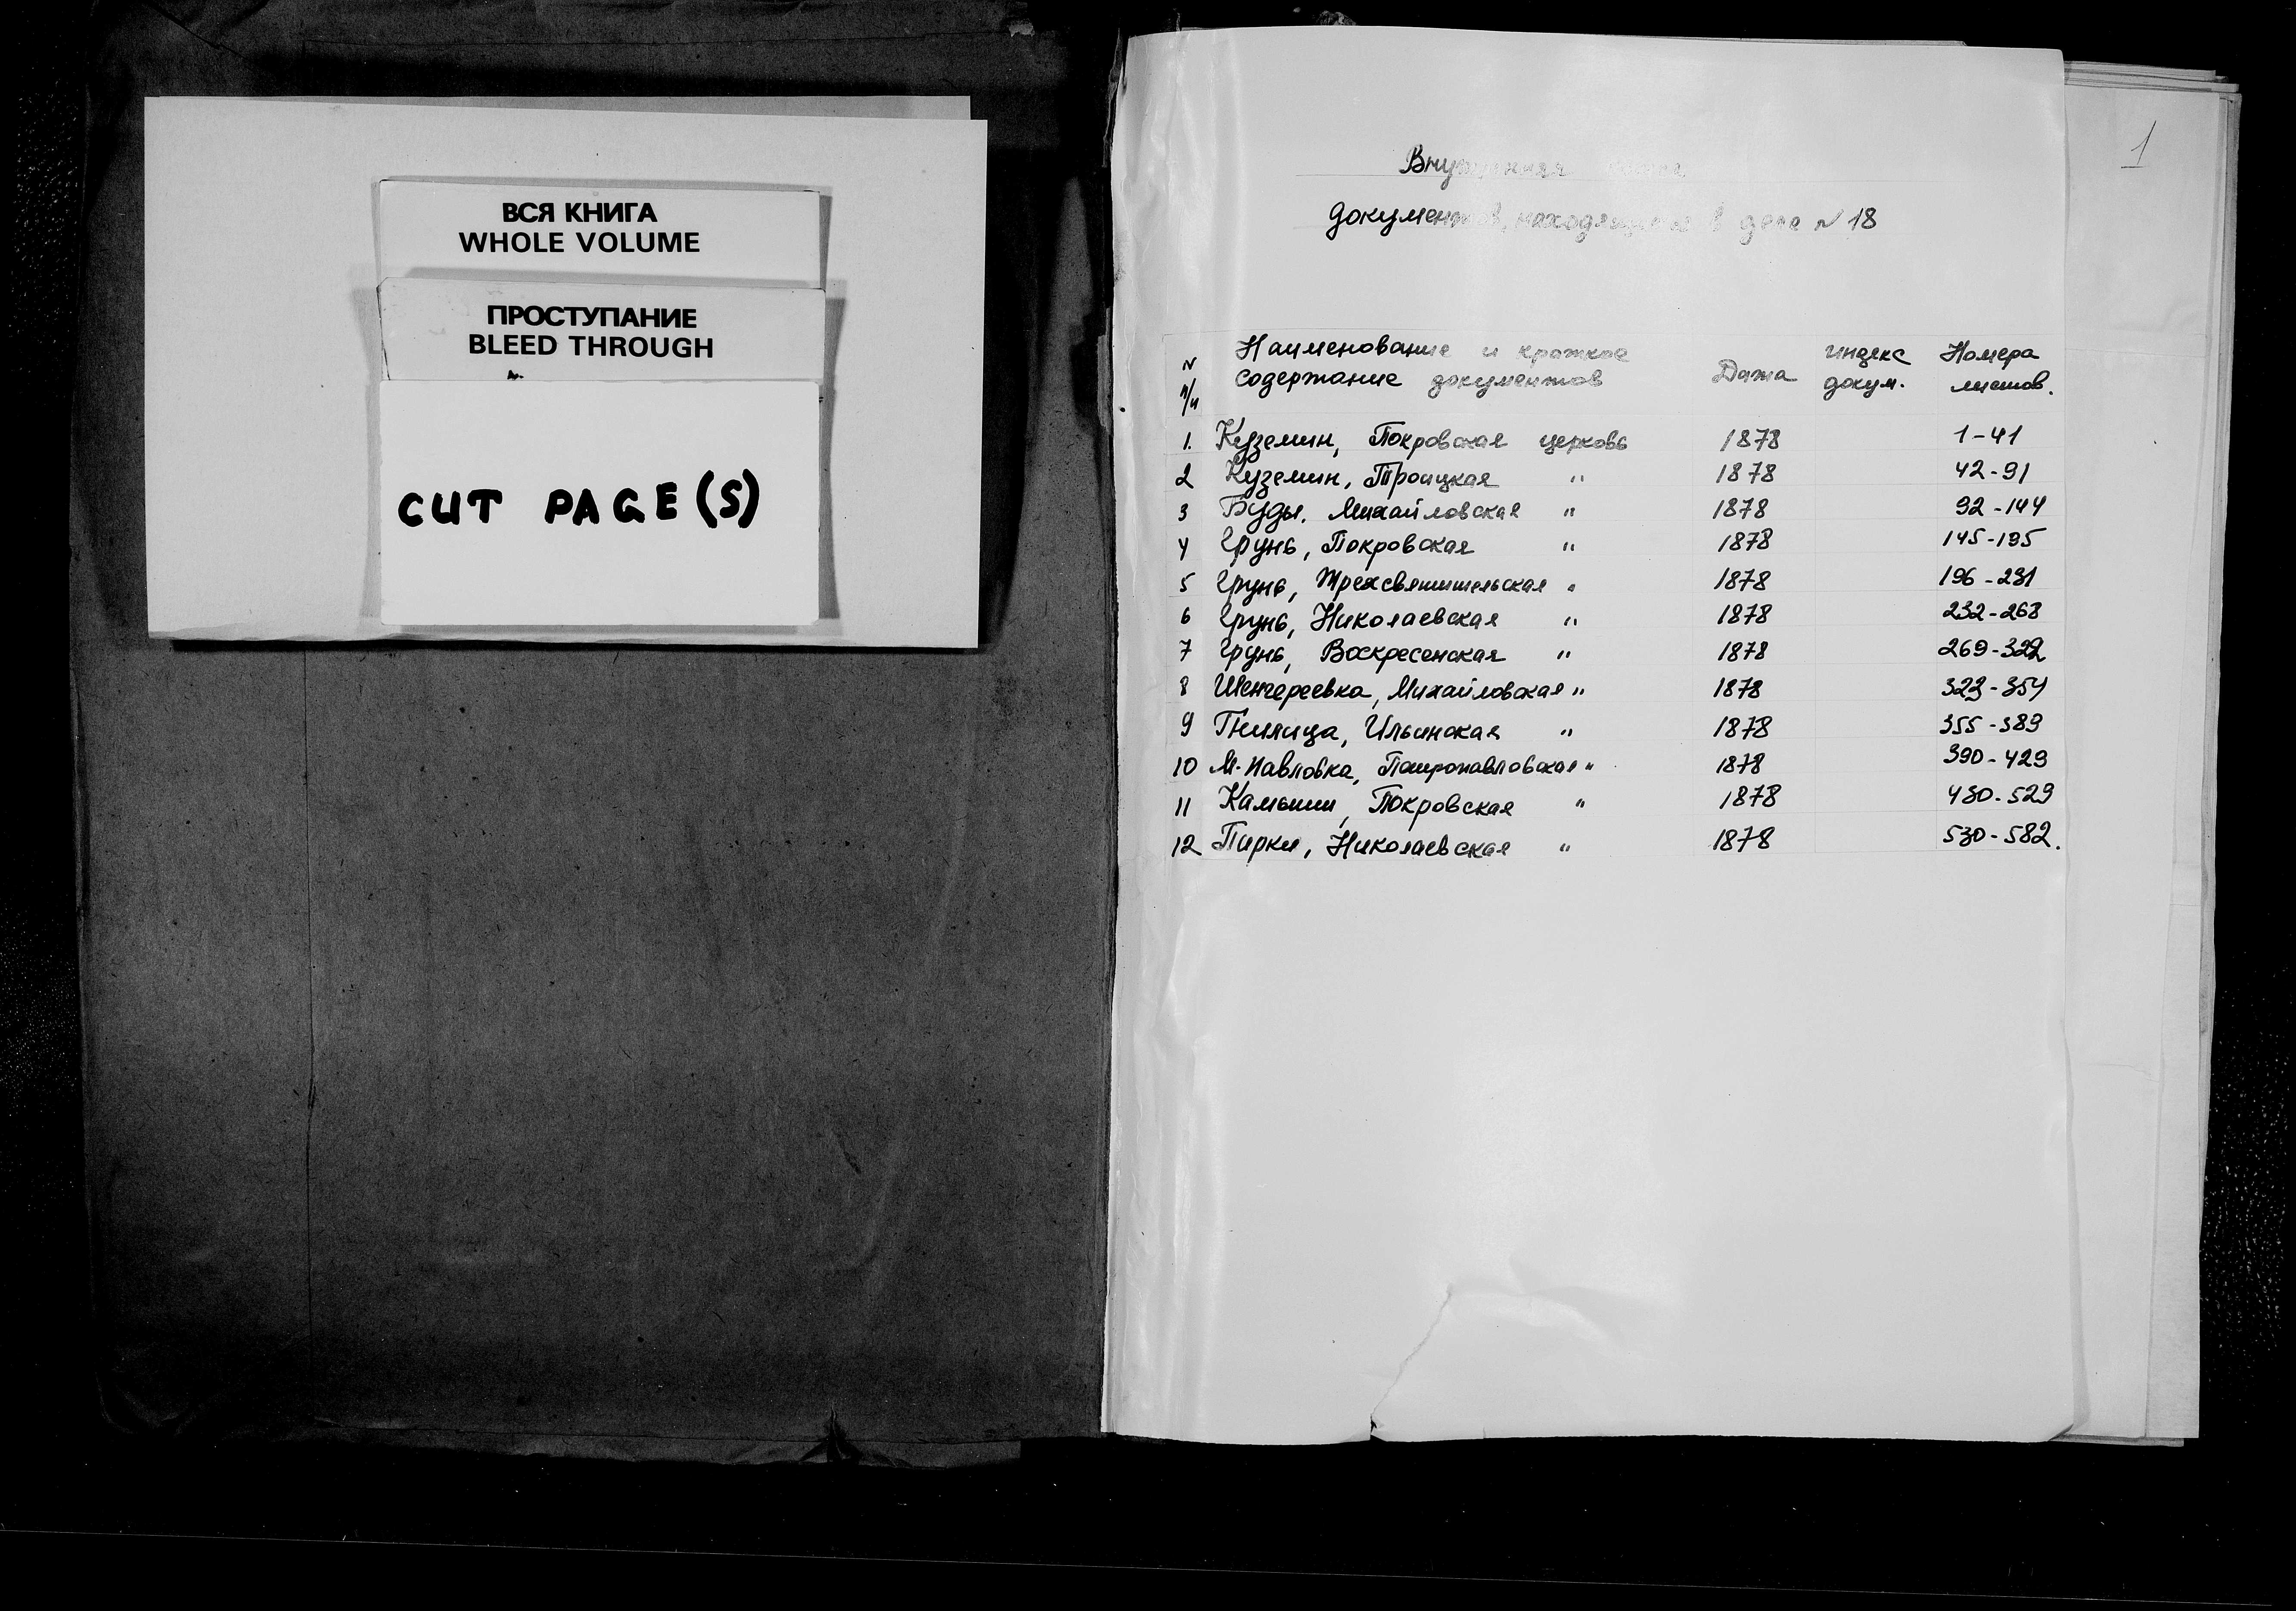 ВСЯ КНИГА
WHOLE VOLUME
ПРОСТУПАНИЕ
BLEED THROUGH
CUT PAGE(S)
1
Внутренняя
документов, находящихся в деле № 18
N п/п Наименование и краткое содержание документов Дата индекс докум. Номера листов.
1. Куземин, Покровская церковь 1878 1-41
2 Куземин, Троицкая " 1878 42-91
3 Буды, Михайловская " 1878 92-144
4 Грунь, Покровская " 1878 145-195
5 Грунь, Трехсвятительская " 1878 196-231
6 Грунь, Николаевская " 1878 232-268
7 Грунь, Воскресенская " 1878 269-322
8 Шенгереевка, Михайловская " 1878 323-354
9 Гнилица, Ильинская " 1878 355-389
10 М-Павловка, Петропавловская " 1878 390-429
11 Камыши, Покровская " 1878 430-529
12 Пирки, Николаевская " 1878 530-582.